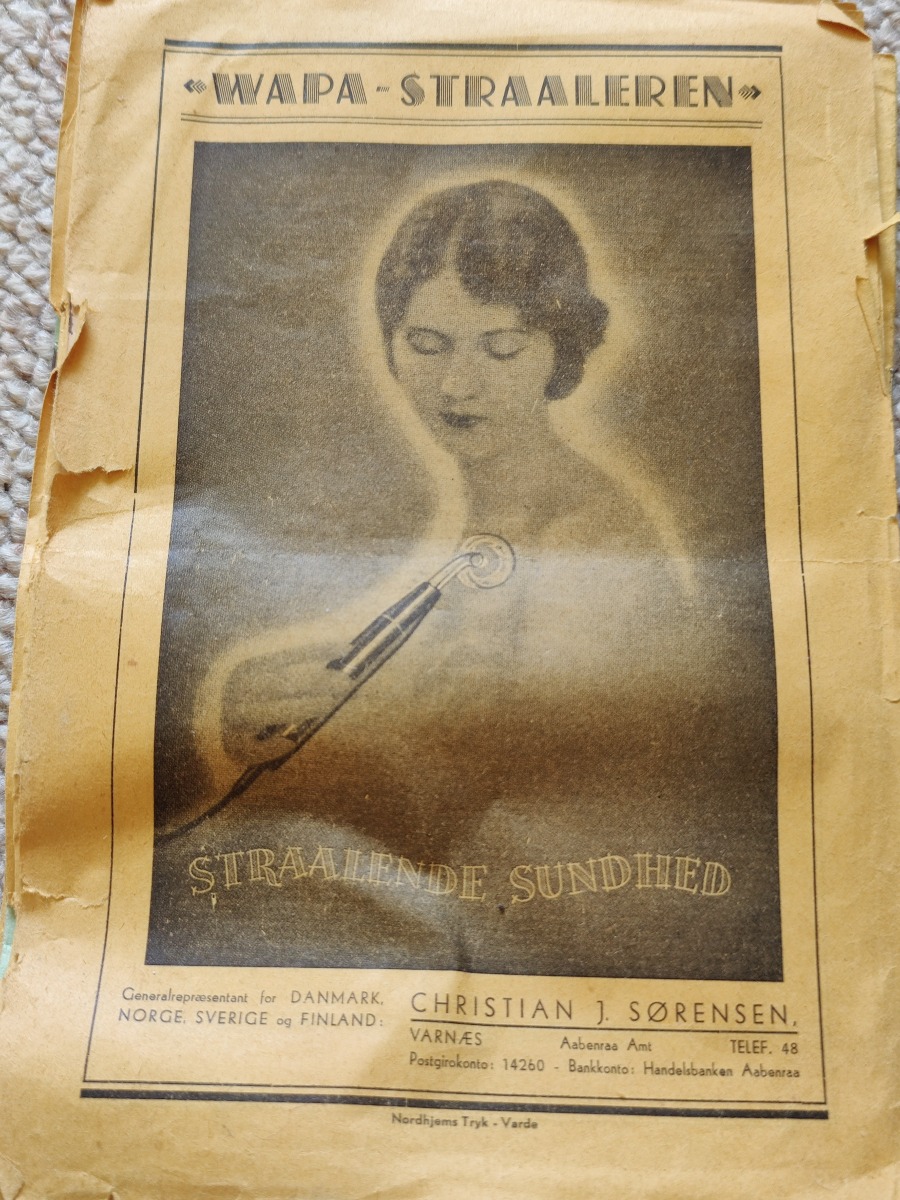 «WAPA-STRAALEREN»
STRAALENDE SUNDHED
Generalrepræsentant for DANMARK,
NORGE, SVERIGE og FINLAND:
CHRISTIAN J. SØRENSEN,
VARNÆS Aabenraa Amt TELEF. 48
Postgirokonto: 14260 - Bankkonto: Handelsbanken Aabenraa
Nordhjems Tryk - Varde